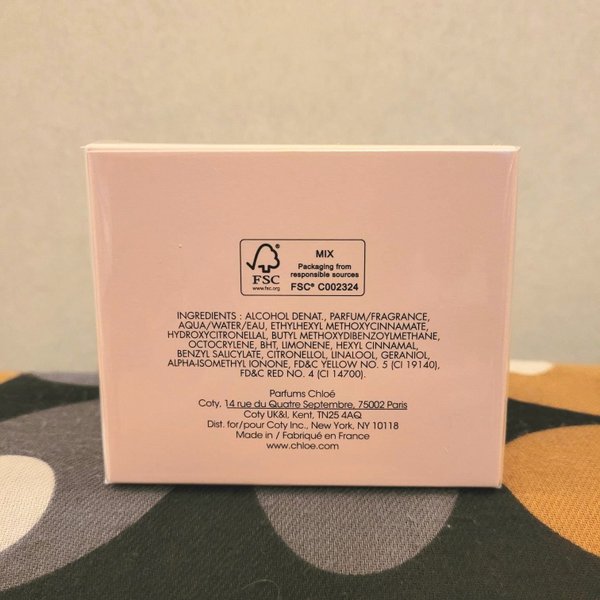 MIX
Packaging from
responsible sources
FSC
www.fsc.org
FSC® C002324
INGREDIENTS : ALCOHOL DENAT., PARFUM/FRAGRANCE,
AQUA/WATER/EAU, ETHYLHEXYL METHOXYCINNAMATE,
HYDROXYCITRONELLAL, BUTYL METHOXYDIBENZOYLMETHANE,
OCTOCRYLENE, BHT, LIMONENE, HEXYL CINNAMAL,
BENZYL SALICYLATE, CITRONELLOL, LINALOOL, GERANIOL,
ALPHA-ISOMETHYL IONONE, FD&C YELLOW NO. 5 (CI 19140),
FD&C RED NO. 4 (CI 14700).
Parfums Chloé
Coty, 14 rue du Quatre Septembre, 75002 Paris
Coty UK&I, Kent, TN25 4AQ
Dist. for/pour Coty Inc., New York, NY 10118
Made in / Fabriqué en France
www.chloe.com